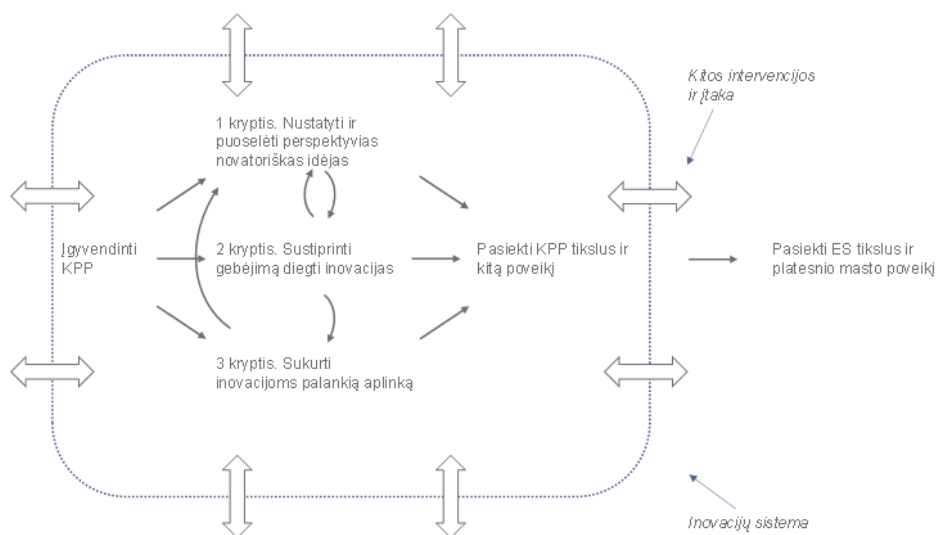 Kitos intervencijos
ir įtaka
1 kryptis. Nustatyti ir
puoselėti perspektyvias
novatoriškas idėjas
Įgyvendinti
KPP
2 kryptis. Sustiprinti
gebėjimą diegti inovacijas
Pasiekti KPP tikslus ir
kitą poveikį
Pasiekti ES tikslus ir
platesnio masto poveikį
3 kryptis. Sukurti
inovacijoms palankią aplinką
Inovacijų sistema